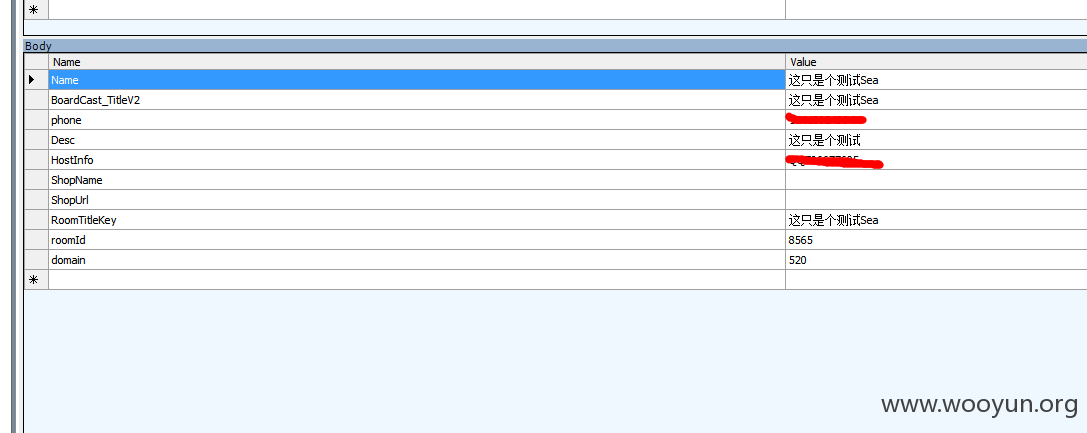 *
Body
Name Value
Name 这只是个测试Sea
BoardCast_TitleV2 这只是个测试Sea
phone
Desc 这只是个测试
HostInfo
ShopName
ShopUrl
RoomTitleKey 这只是个测试Sea
roomId 8565
domain 520
*
www.wooyun.org